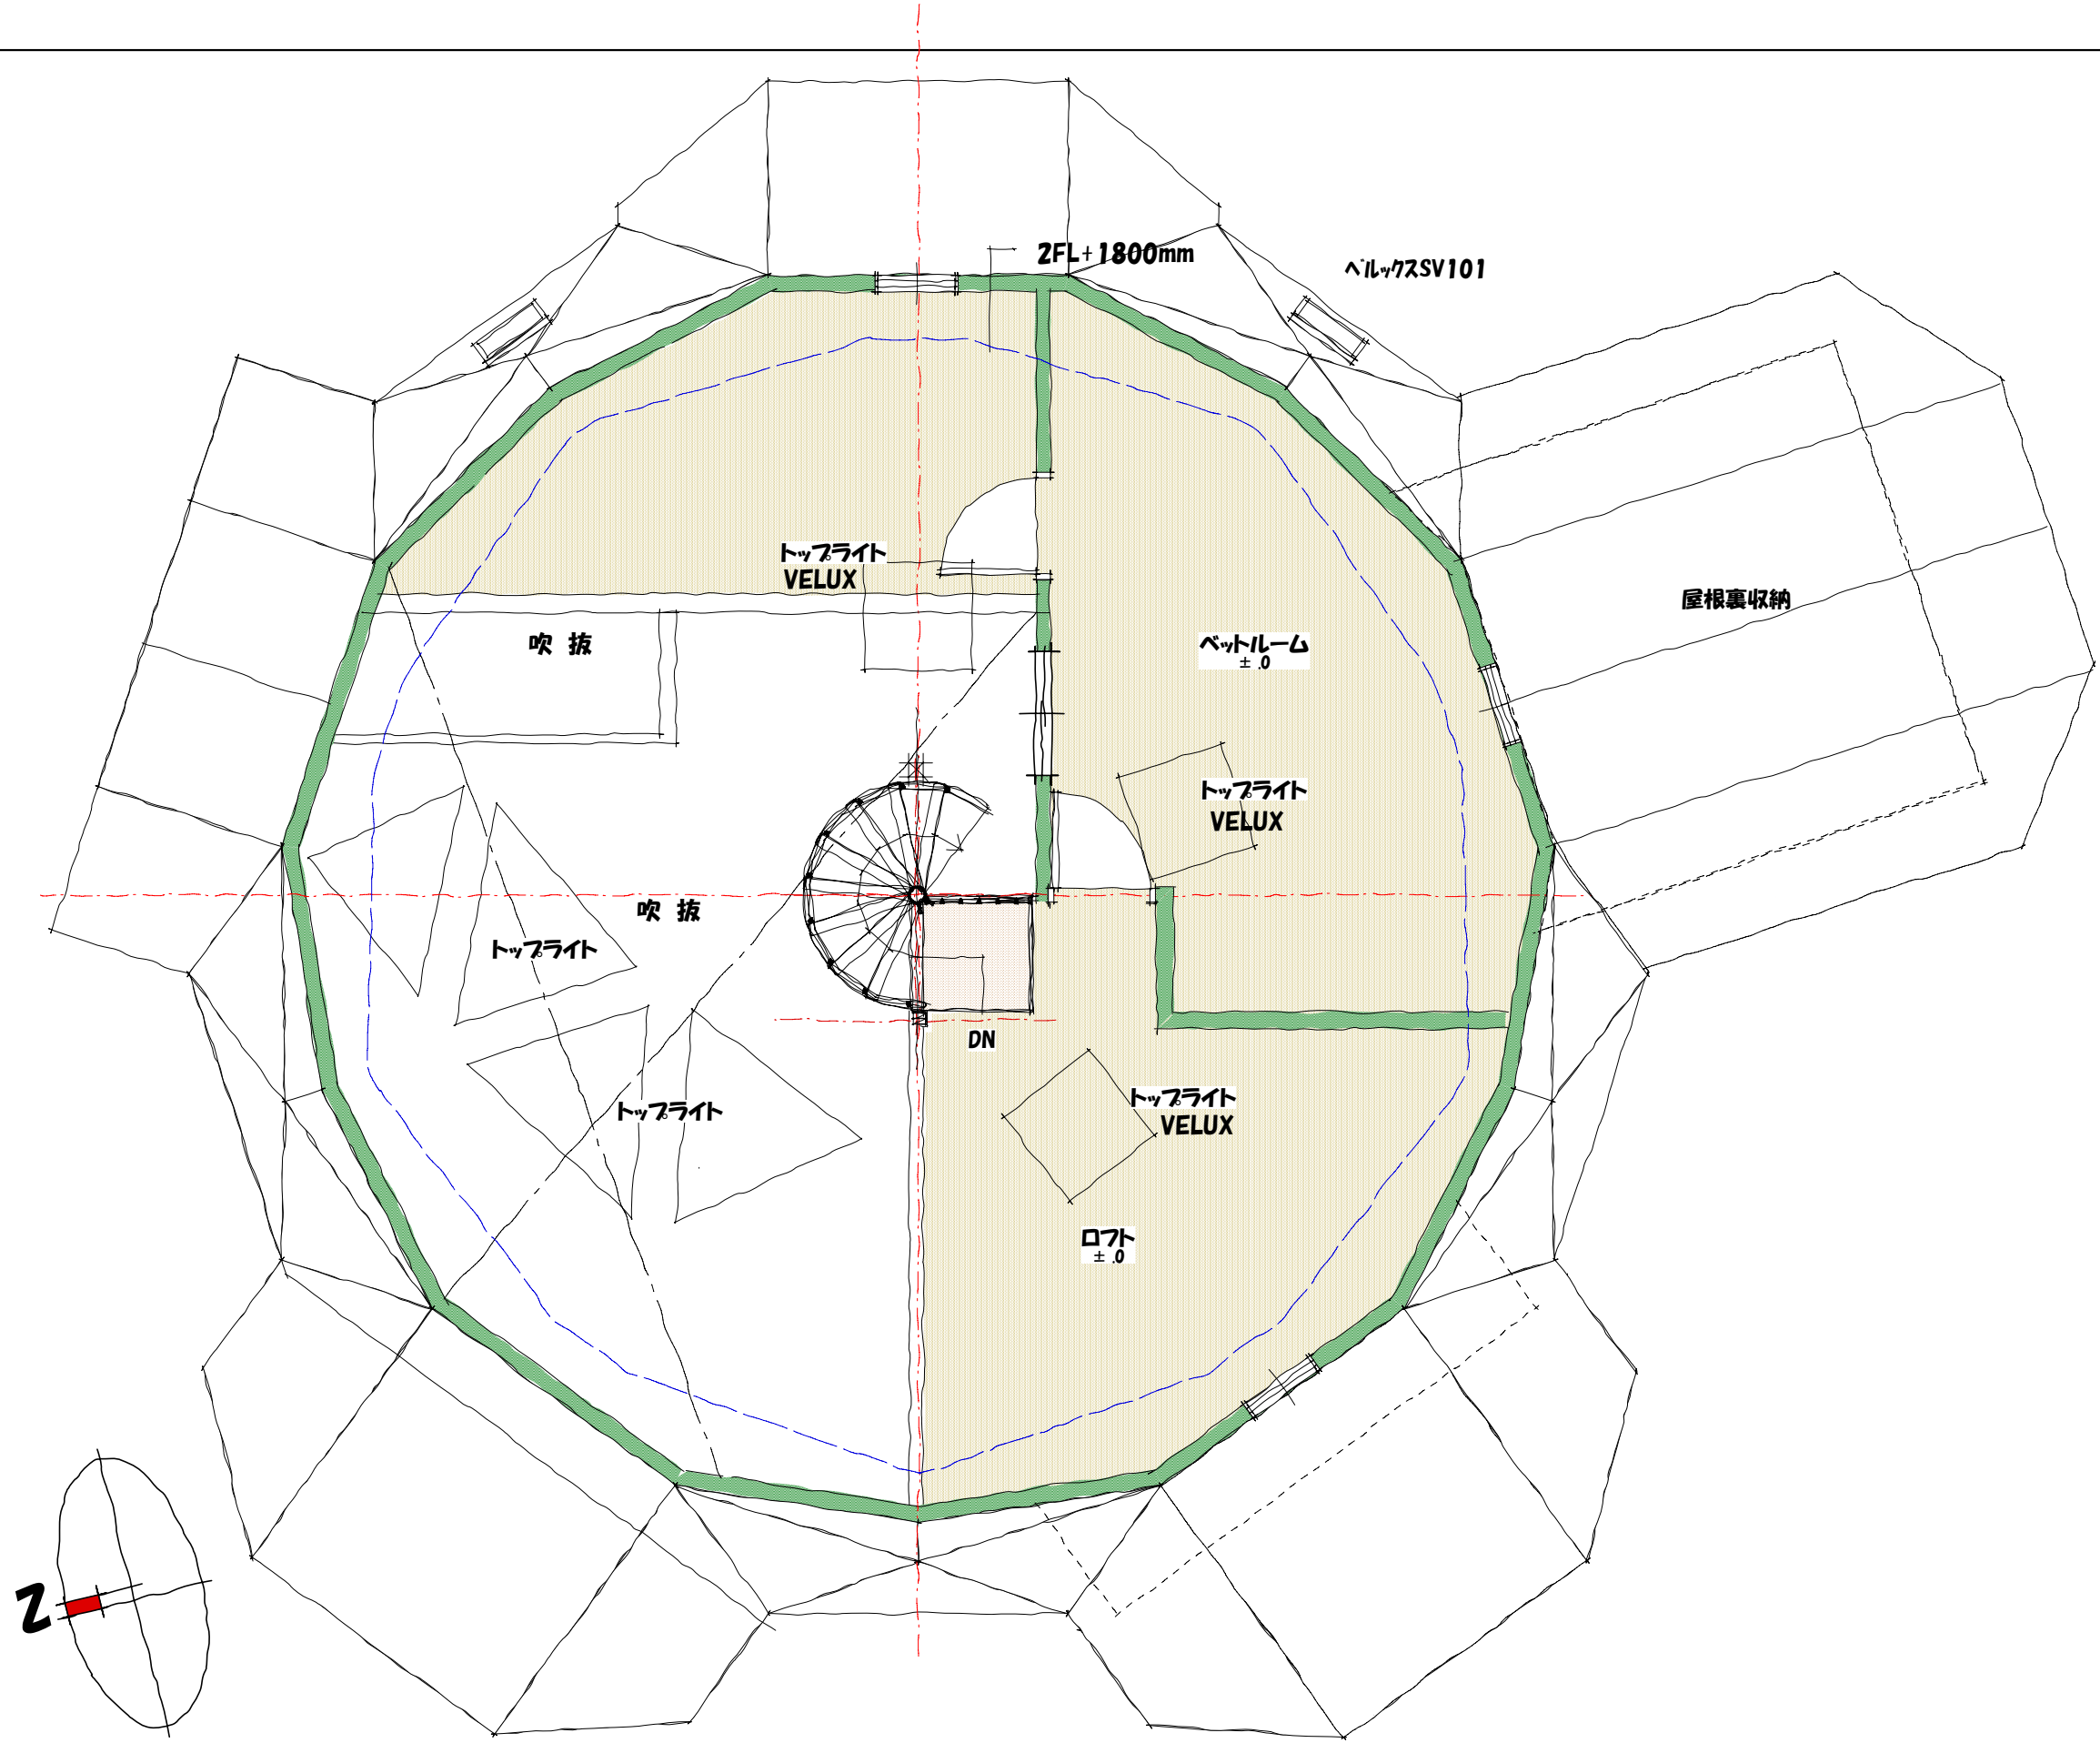 2FL+1800mm
ベルックスSV101
トップライト
VELUX
屋根裏収納
吹 抜
ベットルーム
± .0
トップライト
VELUX
吹 抜
トップライト
DN
トップライト
VELUX
トップライト
ロフト
± .0
N